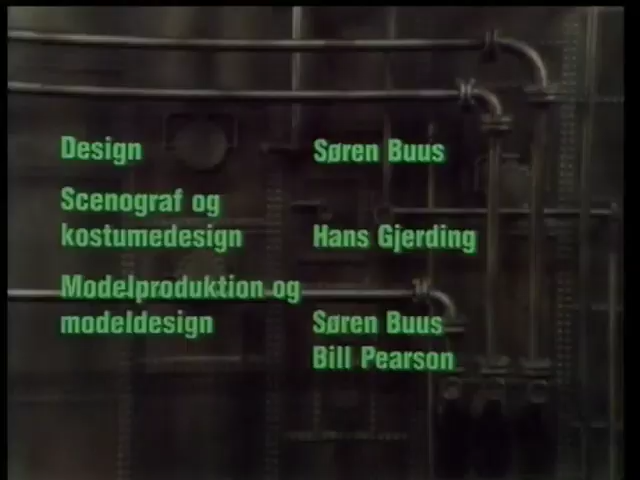 Design Søren Buus
Scenograf og
kostumedesign Hans Gjerding
Modelproduktion og
modeldesign Søren Buus
Bill Pearson